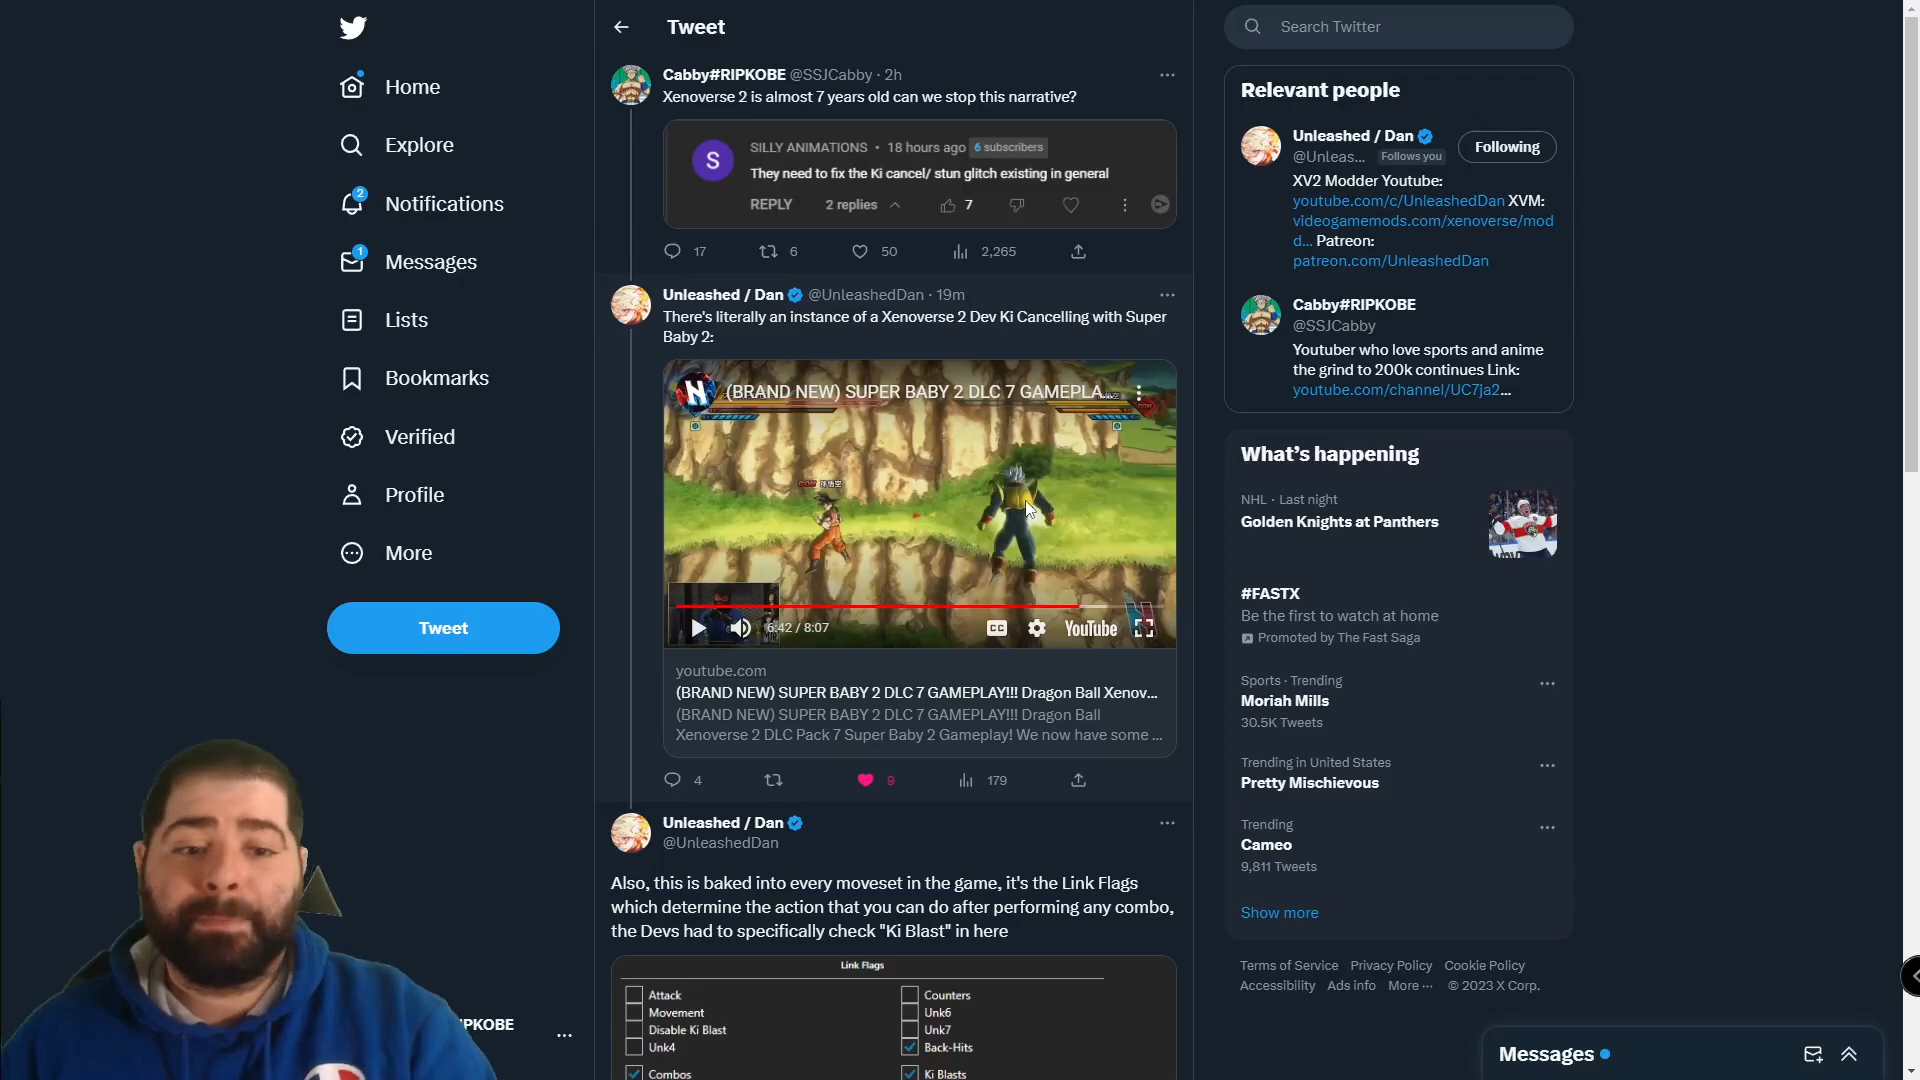 Home
Explore
2
Notifications
1
Messages
Lists
Bookmarks
Verified
Profile
More
Tweet
PKOBE
Tweet
Cabby#RIPKOBE @SSJCabby · 2h
Xenoverse 2 is almost 7 years old can we stop this narrative?
S
SILLY ANIMATIONS • 18 hours ago 6 subscribers
They need to fix the Ki cancel/ stun glitch existing in general
REPLY 2 replies 7
17 6 50 2,265
Unleashed / Dan @UnleashedDan · 19m
There's literally an instance of a Xenoverse 2 Dev Ki Cancelling with Super
Baby 2:
(BRAND NEW) SUPER BABY 2 DLC 7 GAMEPLA...
COM 孫悟空
6:42 / 8:07
CC
YouTube
youtube.com
(BRAND NEW) SUPER BABY 2 DLC 7 GAMEPLAY!!! Dragon Ball Xenov...
(BRAND NEW) SUPER BABY 2 DLC 7 GAMEPLAY!!! Dragon Ball
Xenoverse 2 DLC Pack 7 Super Baby 2 Gameplay! We now have some ...
4 9 179
Unleashed / Dan
@UnleashedDan
Also, this is baked into every moveset in the game, it's the Link Flags
which determine the action that you can do after performing any combo,
the Devs had to specifically check "Ki Blast" in here
Link Flags
Attack
Movement
Disable Ki Blast
Unk4
Combos
Counters
Unk6
Unk7
Back-Hits
Ki Blasts
Search Twitter
Relevant people
Unleashed / Dan
@Unleas... Follows you
Following
XV2 Modder Youtube:
youtube.com/c/UnleashedDan XVM:
videogamemods.com/xenoverse/mod
d... Patreon:
patreon.com/UnleashedDan
Cabby#RIPKOBE
@SSJCabby
Youtuber who love sports and anime
the grind to 200k continues Link:
youtube.com/channel/UC7ja2...
What's happening
NHL · Last night
Golden Knights at Panthers
#FASTX
Be the first to watch at home
Promoted by The Fast Saga
Sports · Trending
Moriah Mills
30.5K Tweets
Trending in United States
Pretty Mischievous
Trending
Cameo
9,811 Tweets
Show more
Terms of Service Privacy Policy Cookie Policy
Accessibility Ads info More ··· © 2023 X Corp.
Messages